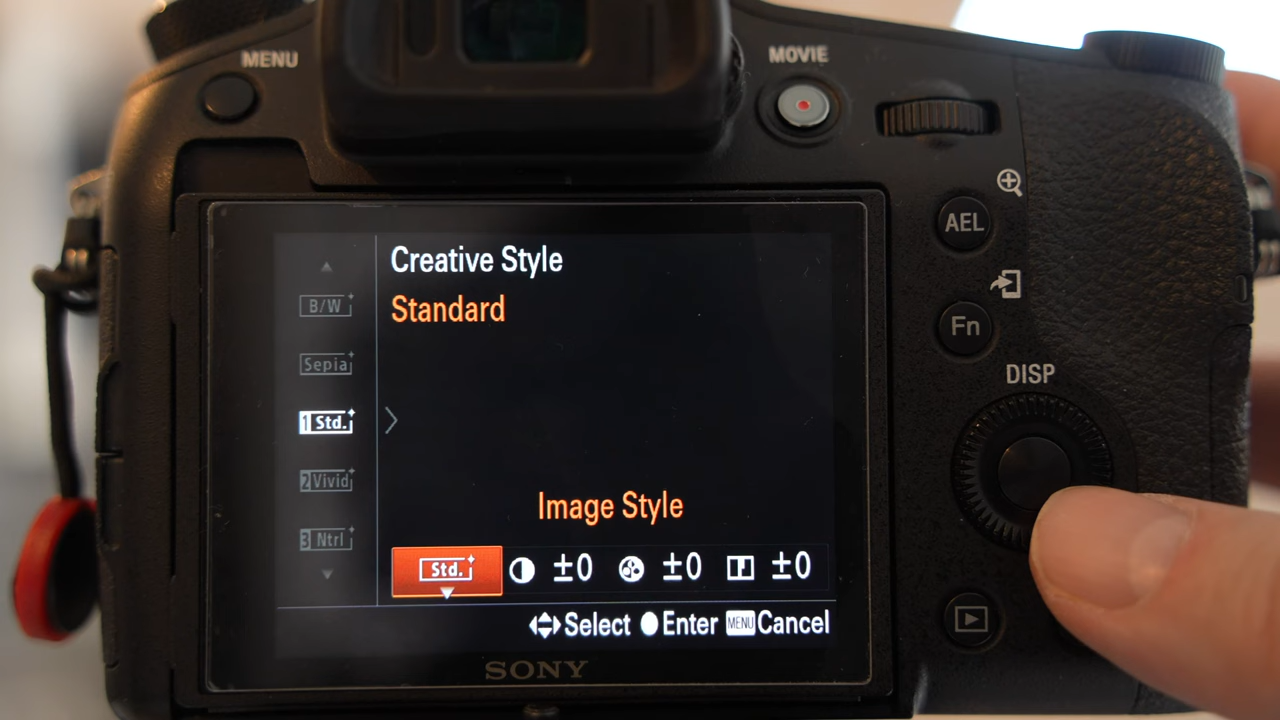 MENU
MOVIE
AEL
Fn
DISP
Creative Style
Standard
B/W
Sepia
1 Std.
2 Vivid
3 Ntrl
Image Style
Std. ±0 ±0 ±0
Select Enter MENU Cancel
SONY